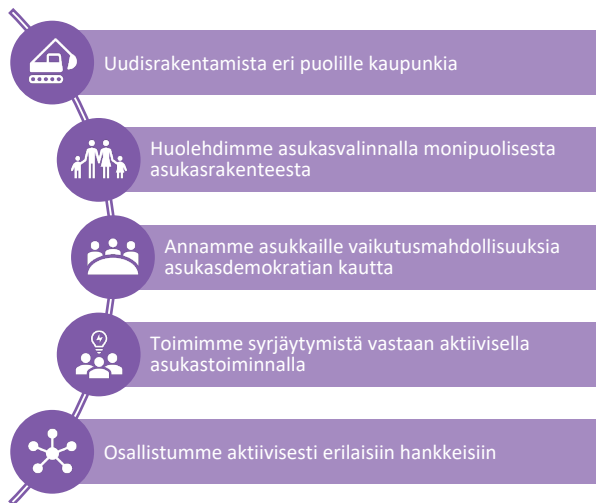 Uudisrakentamista eri puolille kaupunkia
Huolehdimme asukasvalinnalla monipuolisesta
asukasrakenteesta
Annamme asukkaille vaikutusmahdollisuuksia
asukasdemokratian kautta
Toimimme syrjäytymistä vastaan aktiivisella
asukastoiminnalla
Osallistumme aktiivisesti erilaisiin hankkeisiin